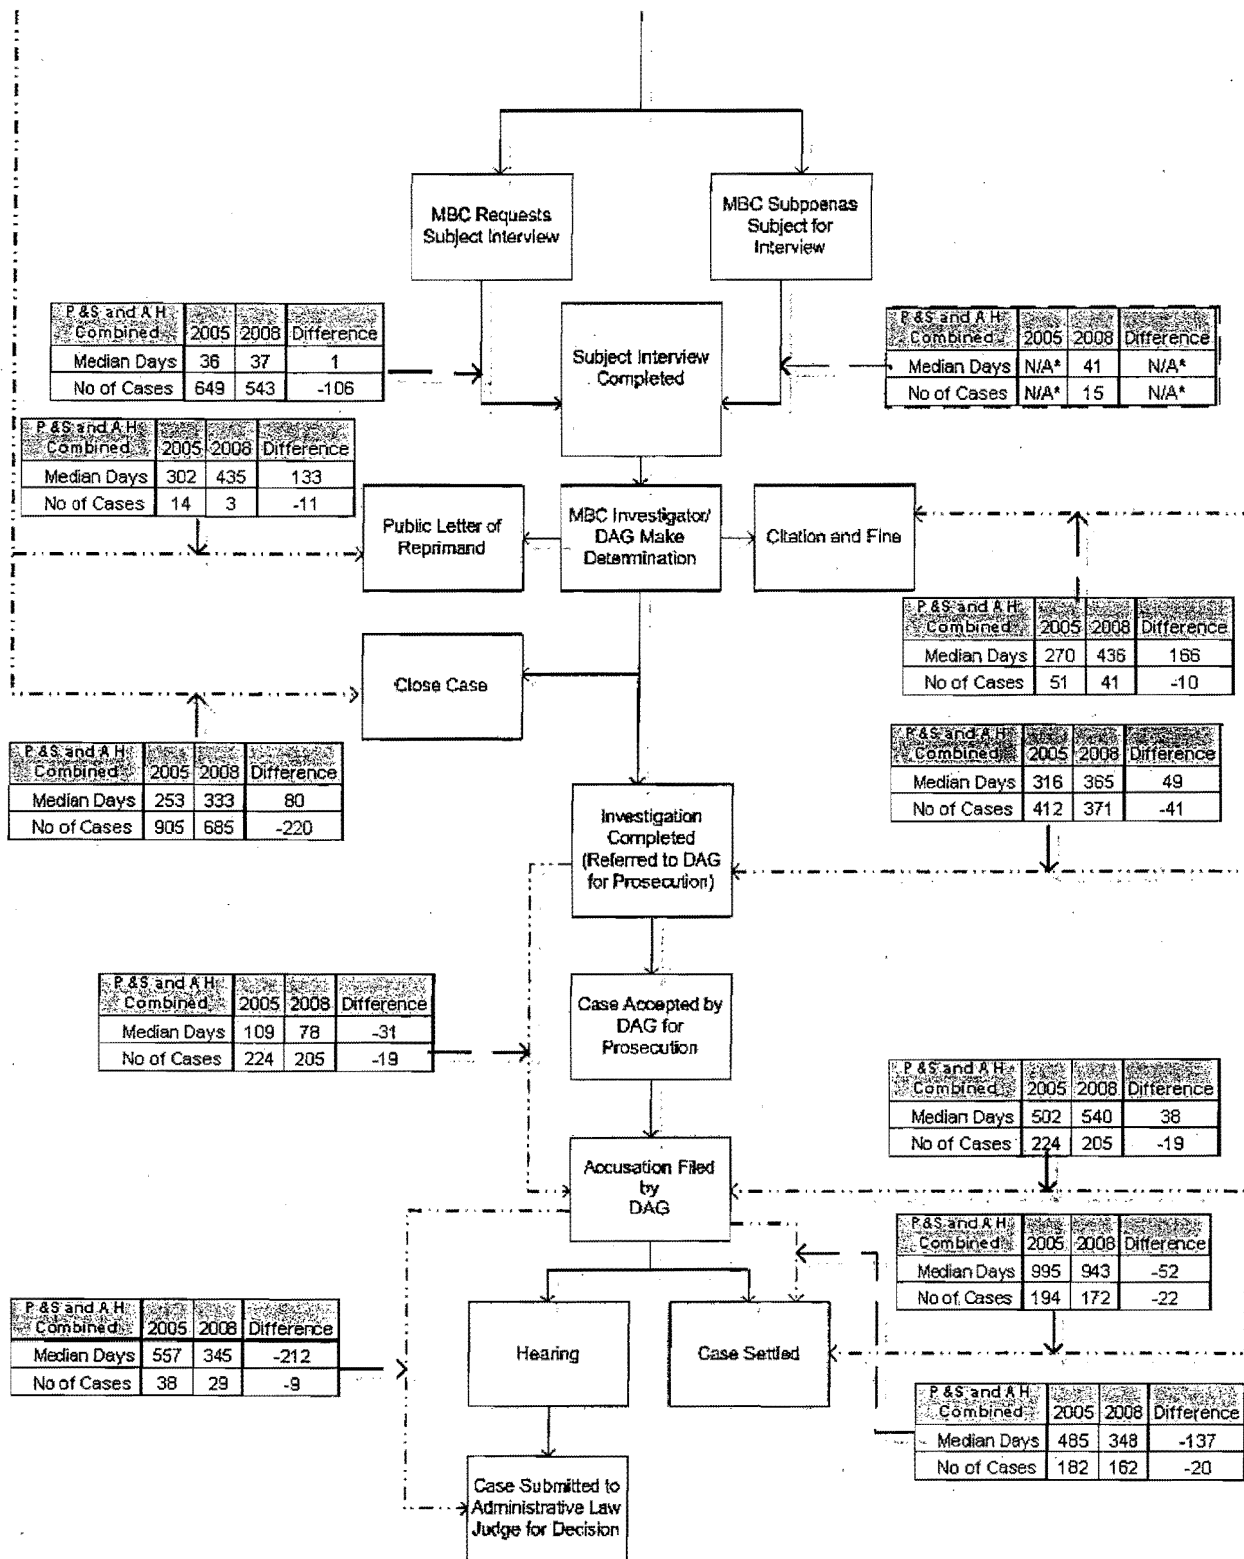 MBC Requests
Subject Interview
MBC Subpoenas
Subject for
Interview
P &S and A H
Combined 2005 2008 Difference
Median Days 36 37 1
No of Cases 649 543 -106
Subject Interview
Completed
P &S and A H
Combined 2005 2008 Difference
Median Days N/A* 41 N/A*
No of Cases N/A* 15 N/A*
P &S and A H
Combined 2005 2008 Difference
Median Days 302 435 133
No of Cases 14 3 -11
Public Letter of
Reprimand
MBC Investigator/
DAG Make
Determination
Citation and Fine
P &S and A H
Combined 2005 2008 Difference
Median Days 270 436 166
No of Cases 51 41 -10
Close Case
P &S and A H
Combined 2005 2008 Difference
Median Days 253 333 80
No of Cases 905 685 -220
P &S and A H
Combined 2005 2008 Difference
Median Days 316 365 49
No of Cases 412 371 -41
Investigation
Completed
(Referred to DAG
for Prosecution)
P &S and A H
Combined 2005 2008 Difference
Median Days 109 78 -31
No of Cases 224 205 -19
Case Accepted by
DAG for
Prosecution
P &S and A H
Combined 2005 2008 Difference
Median Days 502 540 38
No of Cases 224 205 -19
Accusation Filed
by
DAG
P &S and A H
Combined 2005 2008 Difference
Median Days 995 943 -52
No of Cases 194 172 -22
P &S and A H
Combined 2005 2008 Difference
Median Days 557 345 -212
No of Cases 38 29 -9
Hearing
Case Settled
P &S and A H
Combined 2005 2008 Difference
Median Days 485 348 -137
No of Cases 182 162 -20
Case Submitted to
Administrative Law
Judge for Decision